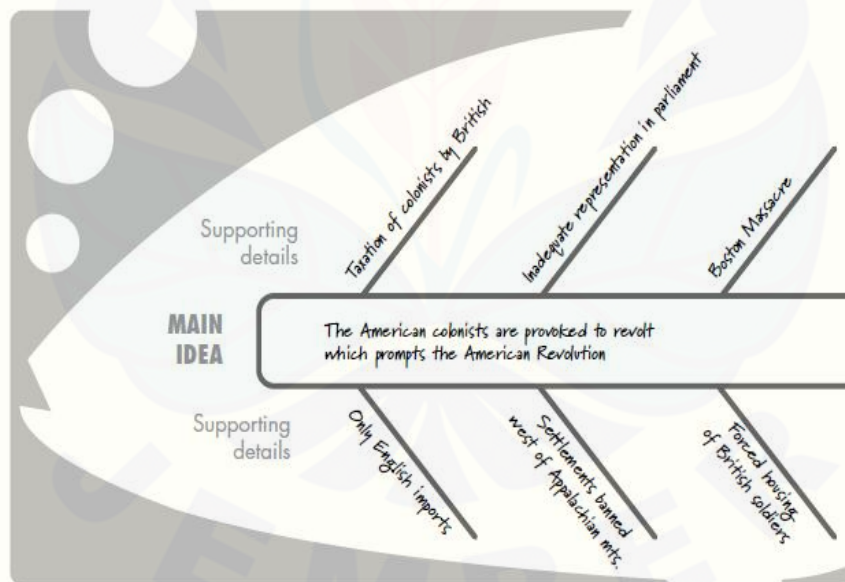 Taxation of colonists by British
Inadequate representation in parliament
Boston Massacre
Supporting
details
MAIN
IDEA
The American colonists are provoked to revolt
which prompts the American Revolution
Supporting
details
Only English imports
Settlements banned
west of Appalachian mts.
Forced housing
of British soldiers